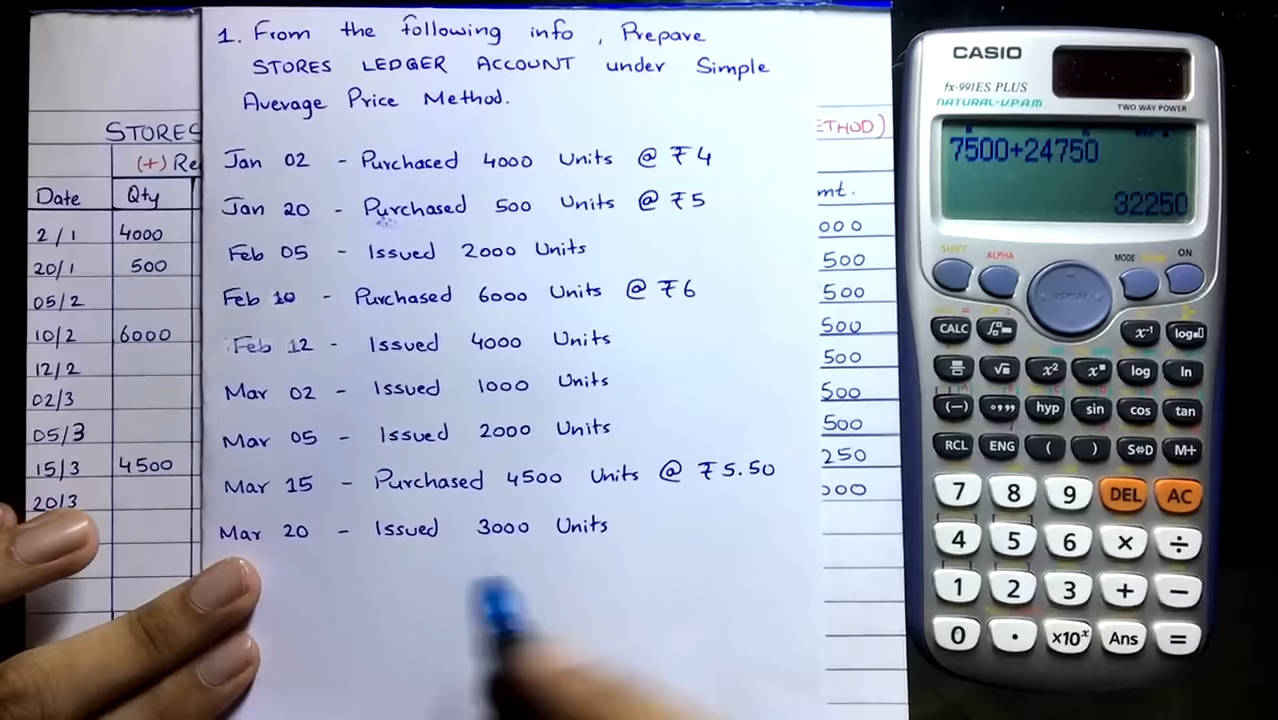 1. From the following info, Prepare
STORES LEDGER ACCOUNT under Simple
Average Price Method.
Jan 02 - Purchased 4000 Units @ ₹4
Jan 20 - Purchased 500 Units @ ₹5
Feb 05 - Issued 2000 Units
Feb 10 - Purchased 6000 Units @ ₹6
Feb 12 - Issued 4000 Units
Mar 02 - Issued 1000 Units
Mar 05 - Issued 2000 Units
Mar 15 - Purchased 4500 Units @ ₹5.50
Mar 20 - Issued 3000 Units
STORES
(+) Re
Date Qty
2/1 4000
20/1 500
05/2
10/2 6000
12/2
02/3
05/3
15/3 4500
20/3
ETHOD)
mt.
000
500
500
500
500
500
500
250
000
CASIO
fx-991ES PLUS
NATURAL-V.P.A.M.
TWO WAY POWER
7500+24750
32250
SHIFT ALPHA MODE ON
REPLAY
CALC x⁻¹ log
x² log ln
(−) hyp sin cos tan
RCL ENG ( ) S⇔D M+
7 8 9 DEL AC
4 5 6 × ÷
1 2 3 + −
0 . ×10ˣ Ans =